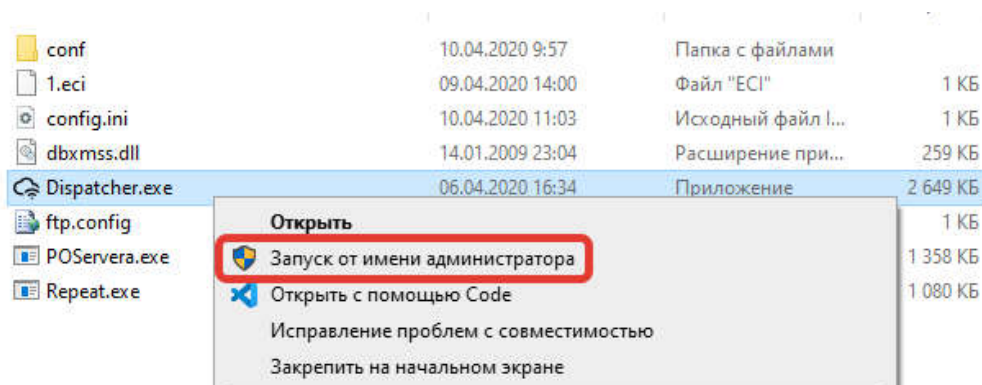 conf 10.04.2020 9:57 Папка с файлами
1.eci 09.04.2020 14:00 Файл "ECI" 1 КБ
config.ini 10.04.2020 11:03 Исходный файл I... 1 КБ
dbxmss.dll 14.01.2009 23:04 Расширение при... 259 КБ
Dispatcher.exe 06.04.2020 16:34 Приложение 2 649 КБ
ftp.config 1 КБ
POServera.exe 1 358 КБ
Repeat.exe 1 080 КБ
Открыть
Запуск от имени администратора
Открыть с помощью Code
Исправление проблем с совместимостью
Закрепить на начальном экране